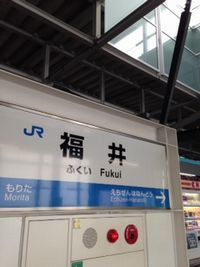 JR
福井
ふくい Fukui
もりた
Morita
えちぜんはなんどう
Echizen-Hanandō